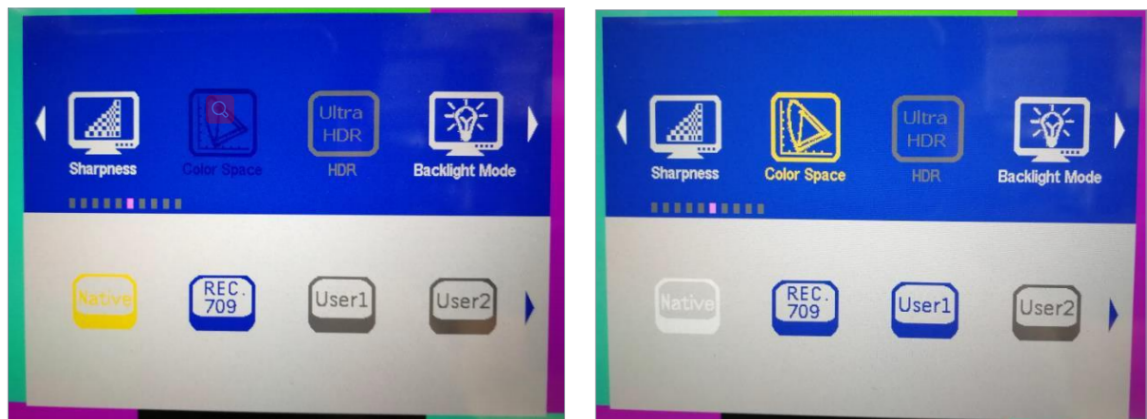 Ultra
HDR
Sharpness
Color Space
HDR
Backlight Mode
Native
REC.
709
User1
User2
Ultra
HDR
Sharpness
Color Space
HDR
Backlight Mode
Native
REC.
709
User1
User2